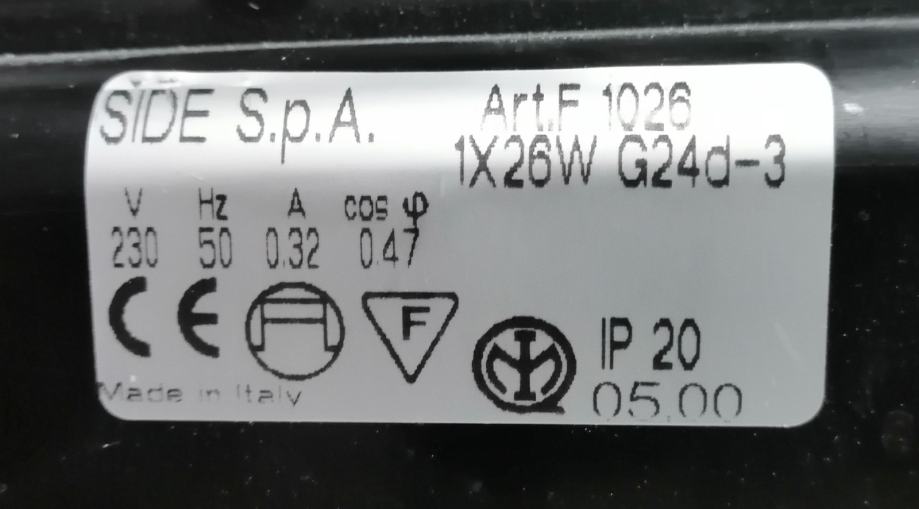 SIDE S.p.A.
Art.F 1026
1X26W G24d-3
V Hz A cos φ
230 50 0.32 0.47
CE F IP 20
Made in Italy 05.00